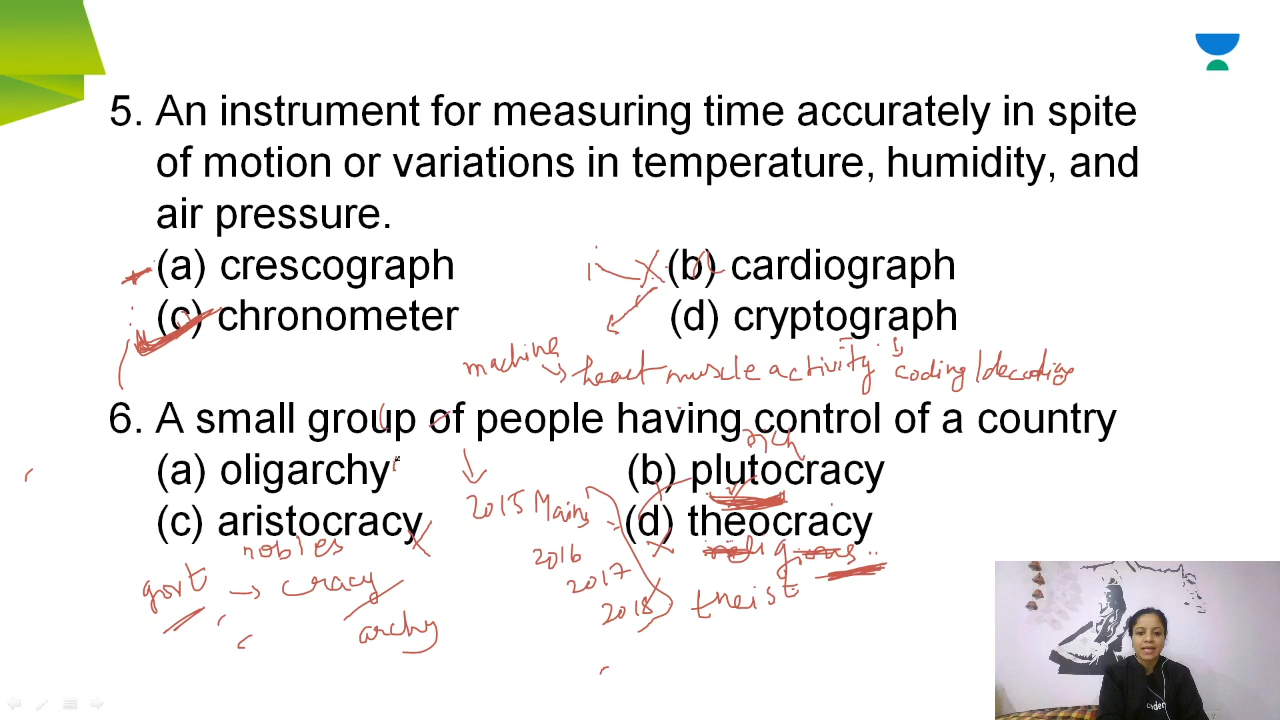 5. An instrument for measuring time accurately in spite
of motion or variations in temperature, humidity, and
air pressure.
(a) crescograph (b) cardiograph
(c) chronometer (d) cryptograph
machine heart muscle activity coding/decoding
6. A small group of people having control of a country
rich
(a) oligarchy (b) plutocracy
2015 Mains
(c) aristocracy (d) theocracy
nobles religious
2016
govt → cracy 2017
2018 theist
archy